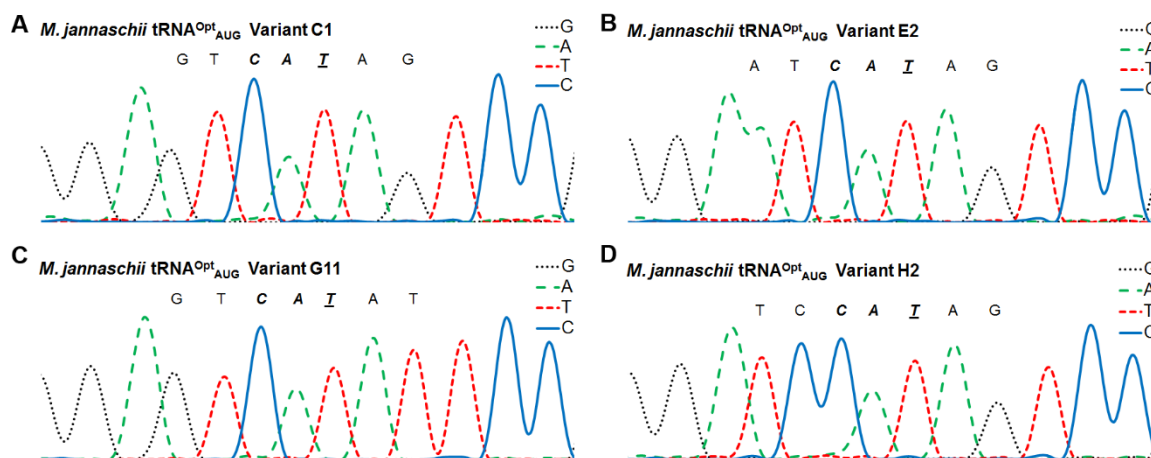 A
M. jannaschii tRNAᴼᵖᵗAUG Variant C1
G T C A T A G
G
A
T
C
B
M. jannaschii tRNAᴼᵖᵗAUG Variant E2
A T C A T A G
A
T
C
C
M. jannaschii tRNAᴼᵖᵗAUG Variant G11
G T C A T A T
G
A
T
C
D
M. jannaschii tRNAᴼᵖᵗAUG Variant H2
T C C A T A G
A
T
C